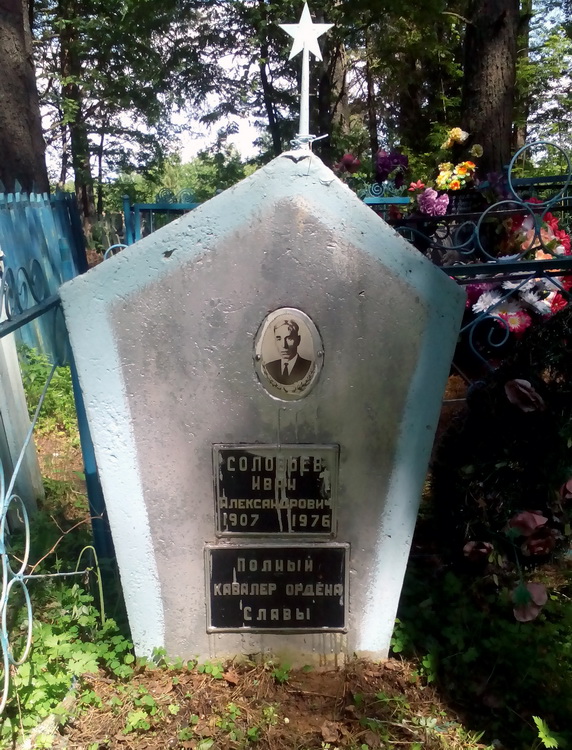 СОЛОВЬЕВ
ИВАН
АЛЕКСАНДРОВИЧ
1907 1976
ПОЛНЫЙ
КАВАЛЕР ОРДЕНА
СЛАВЫ